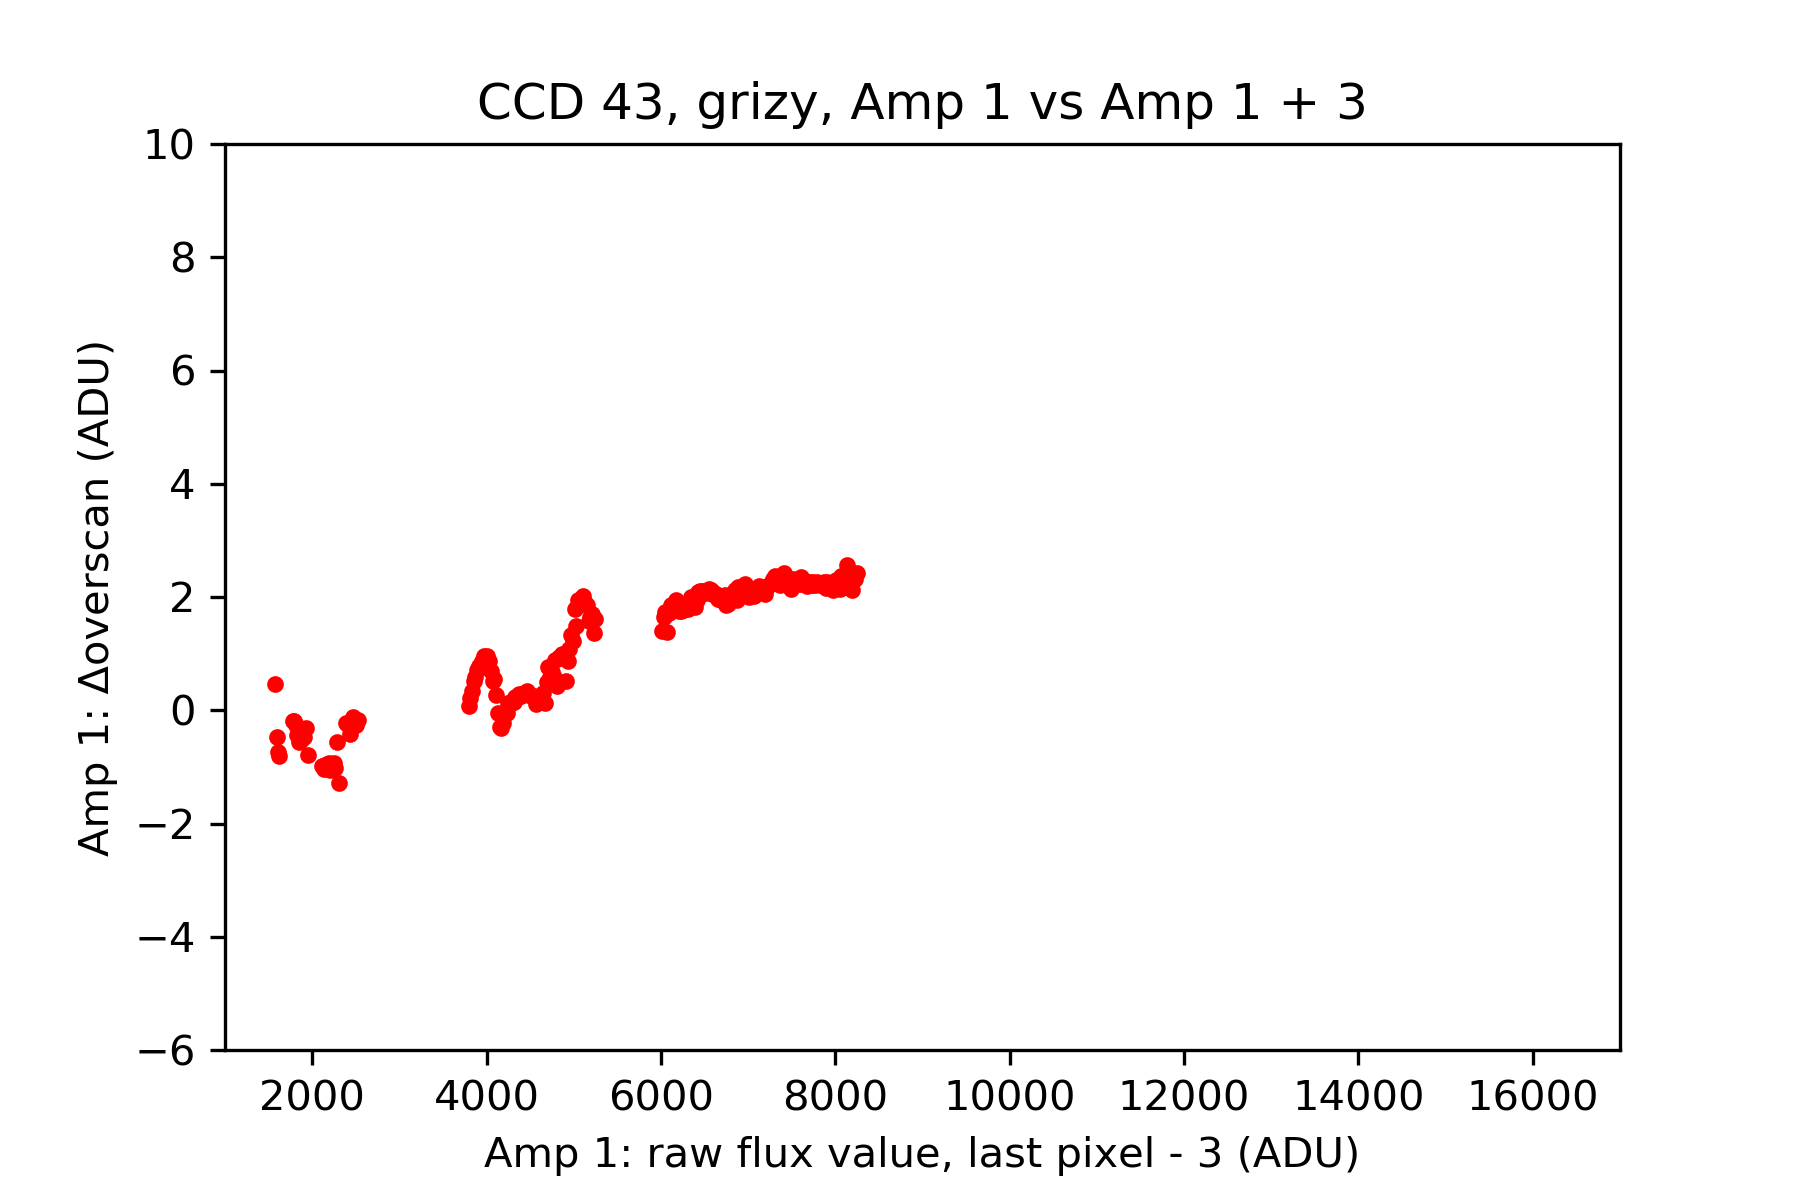 CCD 43, grizy, Amp 1 vs Amp 1 + 3
10
8
6
4
2
0
−2
−4
−6
Amp 1: Δoverscan (ADU)
2000 4000 6000 8000 10000 12000 14000 16000
Amp 1: raw flux value, last pixel - 3 (ADU)